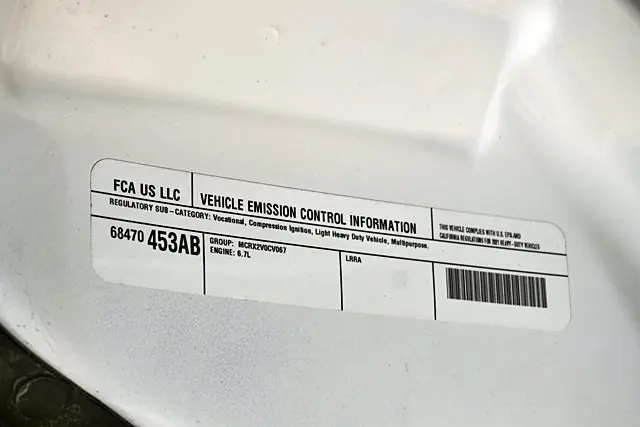 FCA US LLC
VEHICLE EMISSION CONTROL INFORMATION
THIS VEHICLE COMPLIES WITH U.S. EPA AND
CALIFORNIA REGULATIONS FOR 2021 HEAVY-DUTY VEHICLES
REGULATORY SUB-CATEGORY: Vocational, Compression Ignition, Light Heavy Duty Vehicle, Multipurpose.
68470 453AB
GROUP: MCRX2VOCV067
ENGINE: 6.7L
LRRA